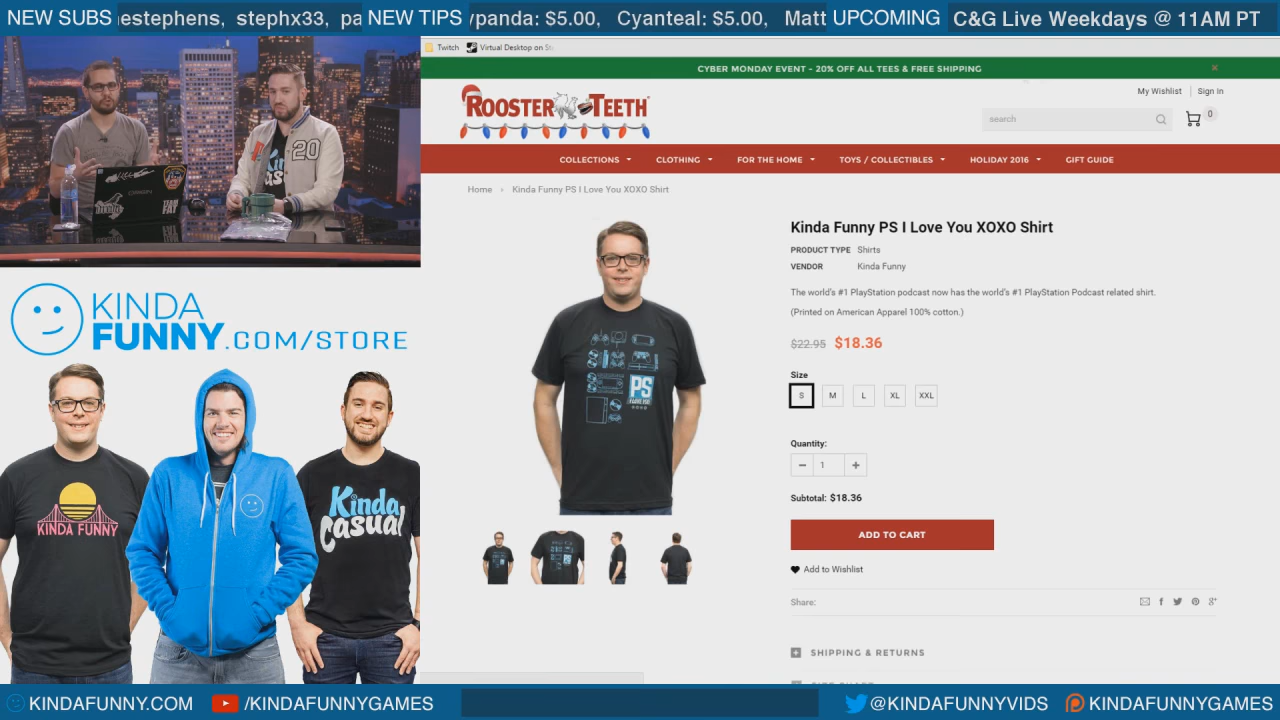 NEW SUBS estephens, stephx33, pa NEW TIPS panda: $5.00, Cyanteal: $5.00, Matt UPCOMING C&G Live Weekdays @ 11AM PT
Twitch Virtual Desktop on
CYBER MONDAY EVENT - 20% OFF ALL TEES & FREE SHIPPING
My Wishlist Sign In
ROOSTER TEETH
search
0
COLLECTIONS CLOTHING FOR THE HOME TOYS / COLLECTIBLES HOLIDAY 2016 GIFT GUIDE
Home › Kinda Funny PS I Love You XOXO Shirt
20
Kinda Funny PS I Love You XOXO Shirt
PRODUCT TYPE Shirts
VENDOR Kinda Funny
The world's #1 PlayStation podcast now has the world's #1 PlayStation Podcast related shirt.
(Printed on American Apparel 100% cotton.)
$22.95 $18.36
Size
S M L XL XXL
Quantity:
1
Subtotal: $18.36
ADD TO CART
Add to Wishlist
Share:
SHIPPING & RETURNS
PS
KINDA
FUNNY.COM/STORE
KINDA FUNNY
Kinda
Casual
KINDAFUNNY.COM /KINDAFUNNYGAMES @KINDAFUNNYVIDS KINDAFUNNYGAMES